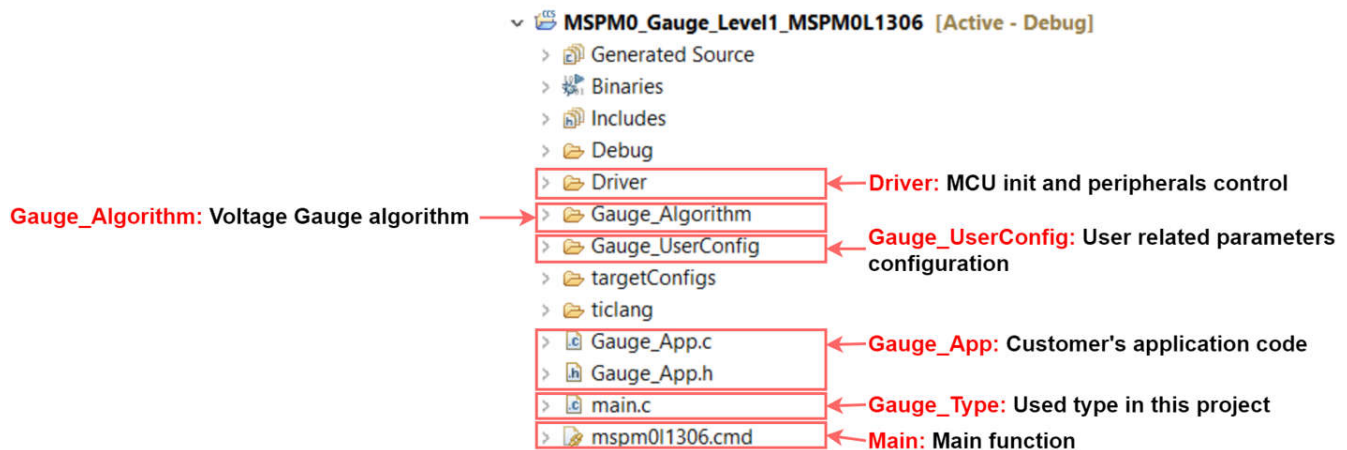 MSPM0_Gauge_Level1_MSPM0L1306 [Active - Debug]
Generated Source
Binaries
Includes
Debug
Driver
Driver: MCU init and peripherals control
Gauge_Algorithm: Voltage Gauge algorithm
Gauge_Algorithm
Gauge_UserConfig
Gauge_UserConfig: User related parameters
configuration
targetConfigs
ticlang
Gauge_App.c
Gauge_App: Customer's application code
Gauge_App.h
main.c
Gauge_Type: Used type in this project
mspm0l1306.cmd
Main: Main function